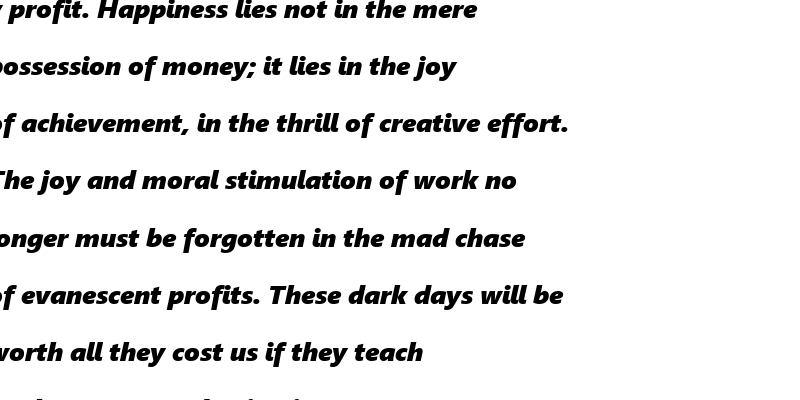 profit. Happiness lies not in the mere
possession of money; it lies in the joy
of achievement, in the thrill of creative effort.
The joy and moral stimulation of work no
longer must be forgotten in the mad chase
of evanescent profits. These dark days will be
worth all they cost us if they teach